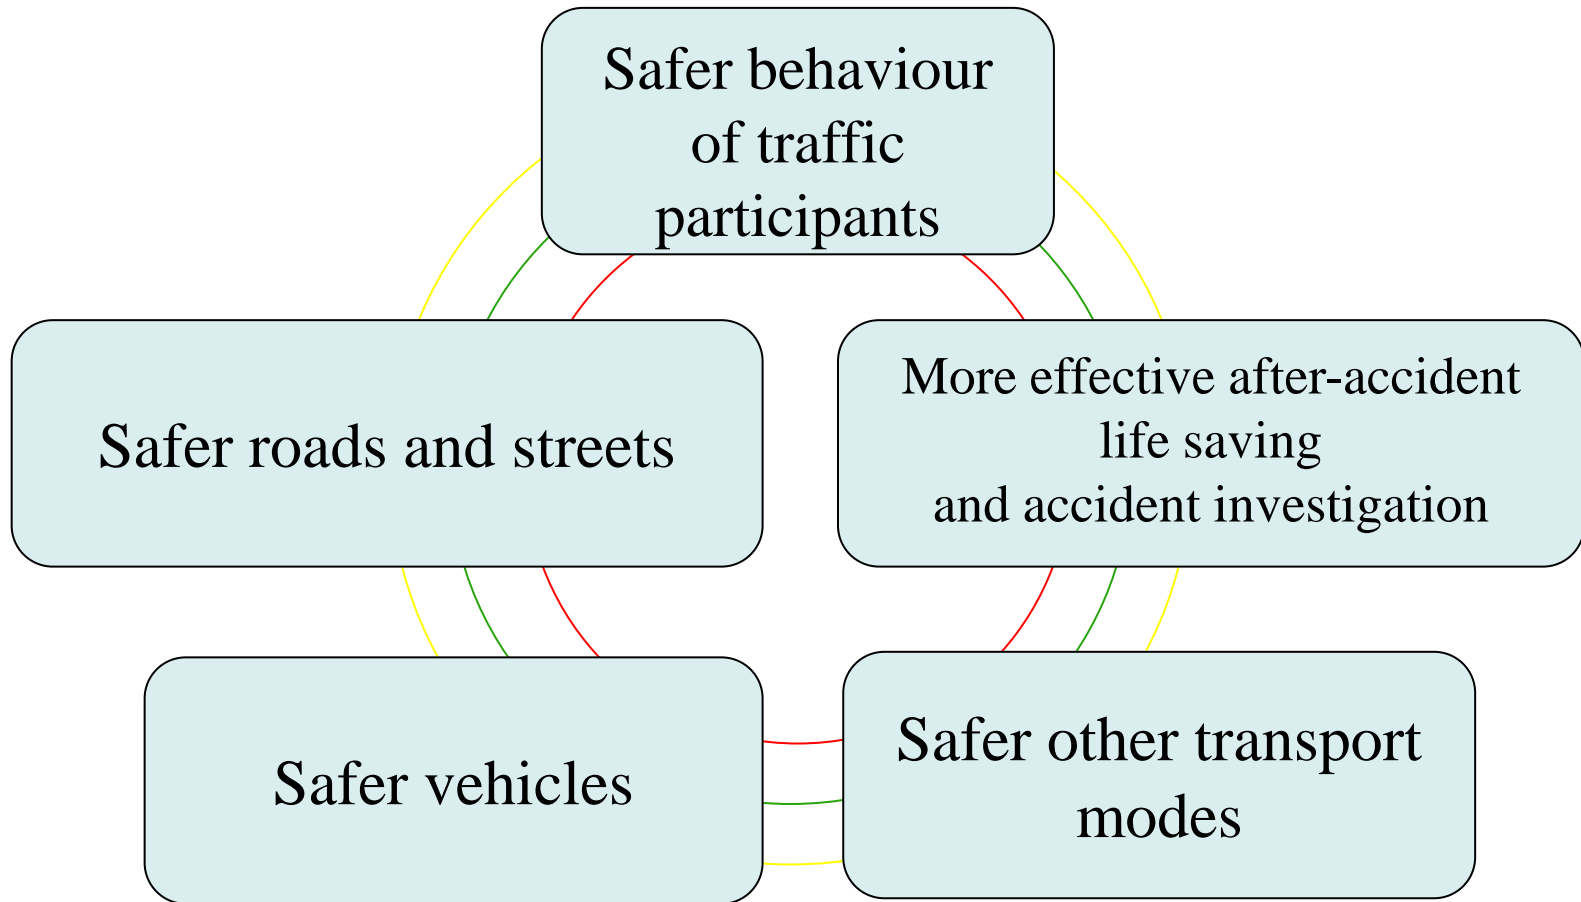 Safer behaviour
of traffic
participants
Safer roads and streets
More effective after-accident
life saving
and accident investigation
Safer vehicles
Safer other transport
modes